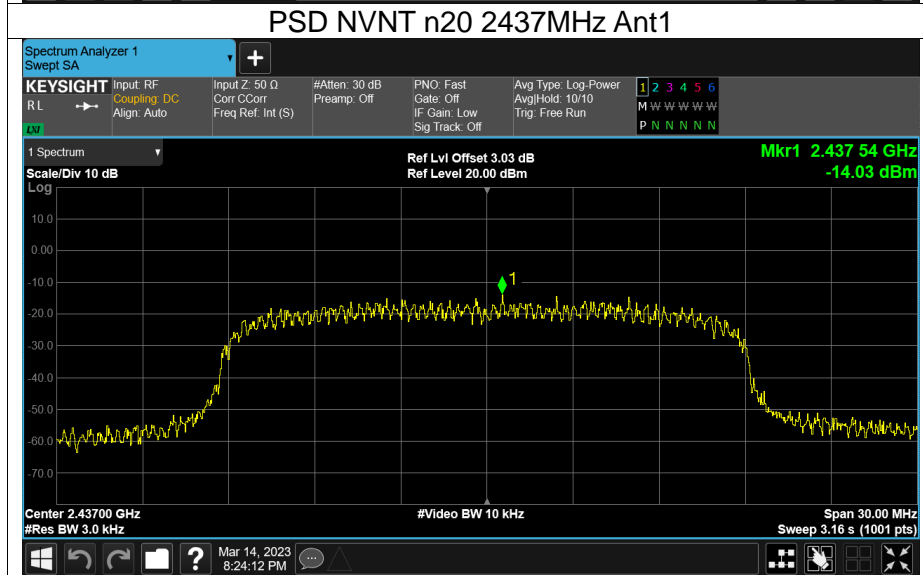 PSD NVNT n20 2437MHz Ant1
Spectrum Analyzer 1
Swept SA
+
KEYSIGHT
RL
LXI
Input: RF
Coupling: DC
Align: Auto
Input Z: 50 Ω
Corr CCorr
Freq Ref: Int (S)
#Atten: 30 dB
Preamp: Off
PNO: Fast
Gate: Off
IF Gain: Low
Sig Track: Off
Avg Type: Log-Power
Avg|Hold: 10/10
Trig: Free Run
1 2 3 4 5 6
M W W W W W
P N N N N N
1 Spectrum
Scale/Div 10 dB
Ref Lvl Offset 3.03 dB
Ref Level 20.00 dBm
Mkr1 2.437 54 GHz
-14.03 dBm
Log
10.0
0.00
-10.0
-20.0
-30.0
-40.0
-50.0
-60.0
-70.0
1
Center 2.43700 GHz
#Res BW 3.0 kHz
#Video BW 10 kHz
Span 30.00 MHz
Sweep 3.16 s (1001 pts)
?
Mar 14, 2023
8:24:12 PM